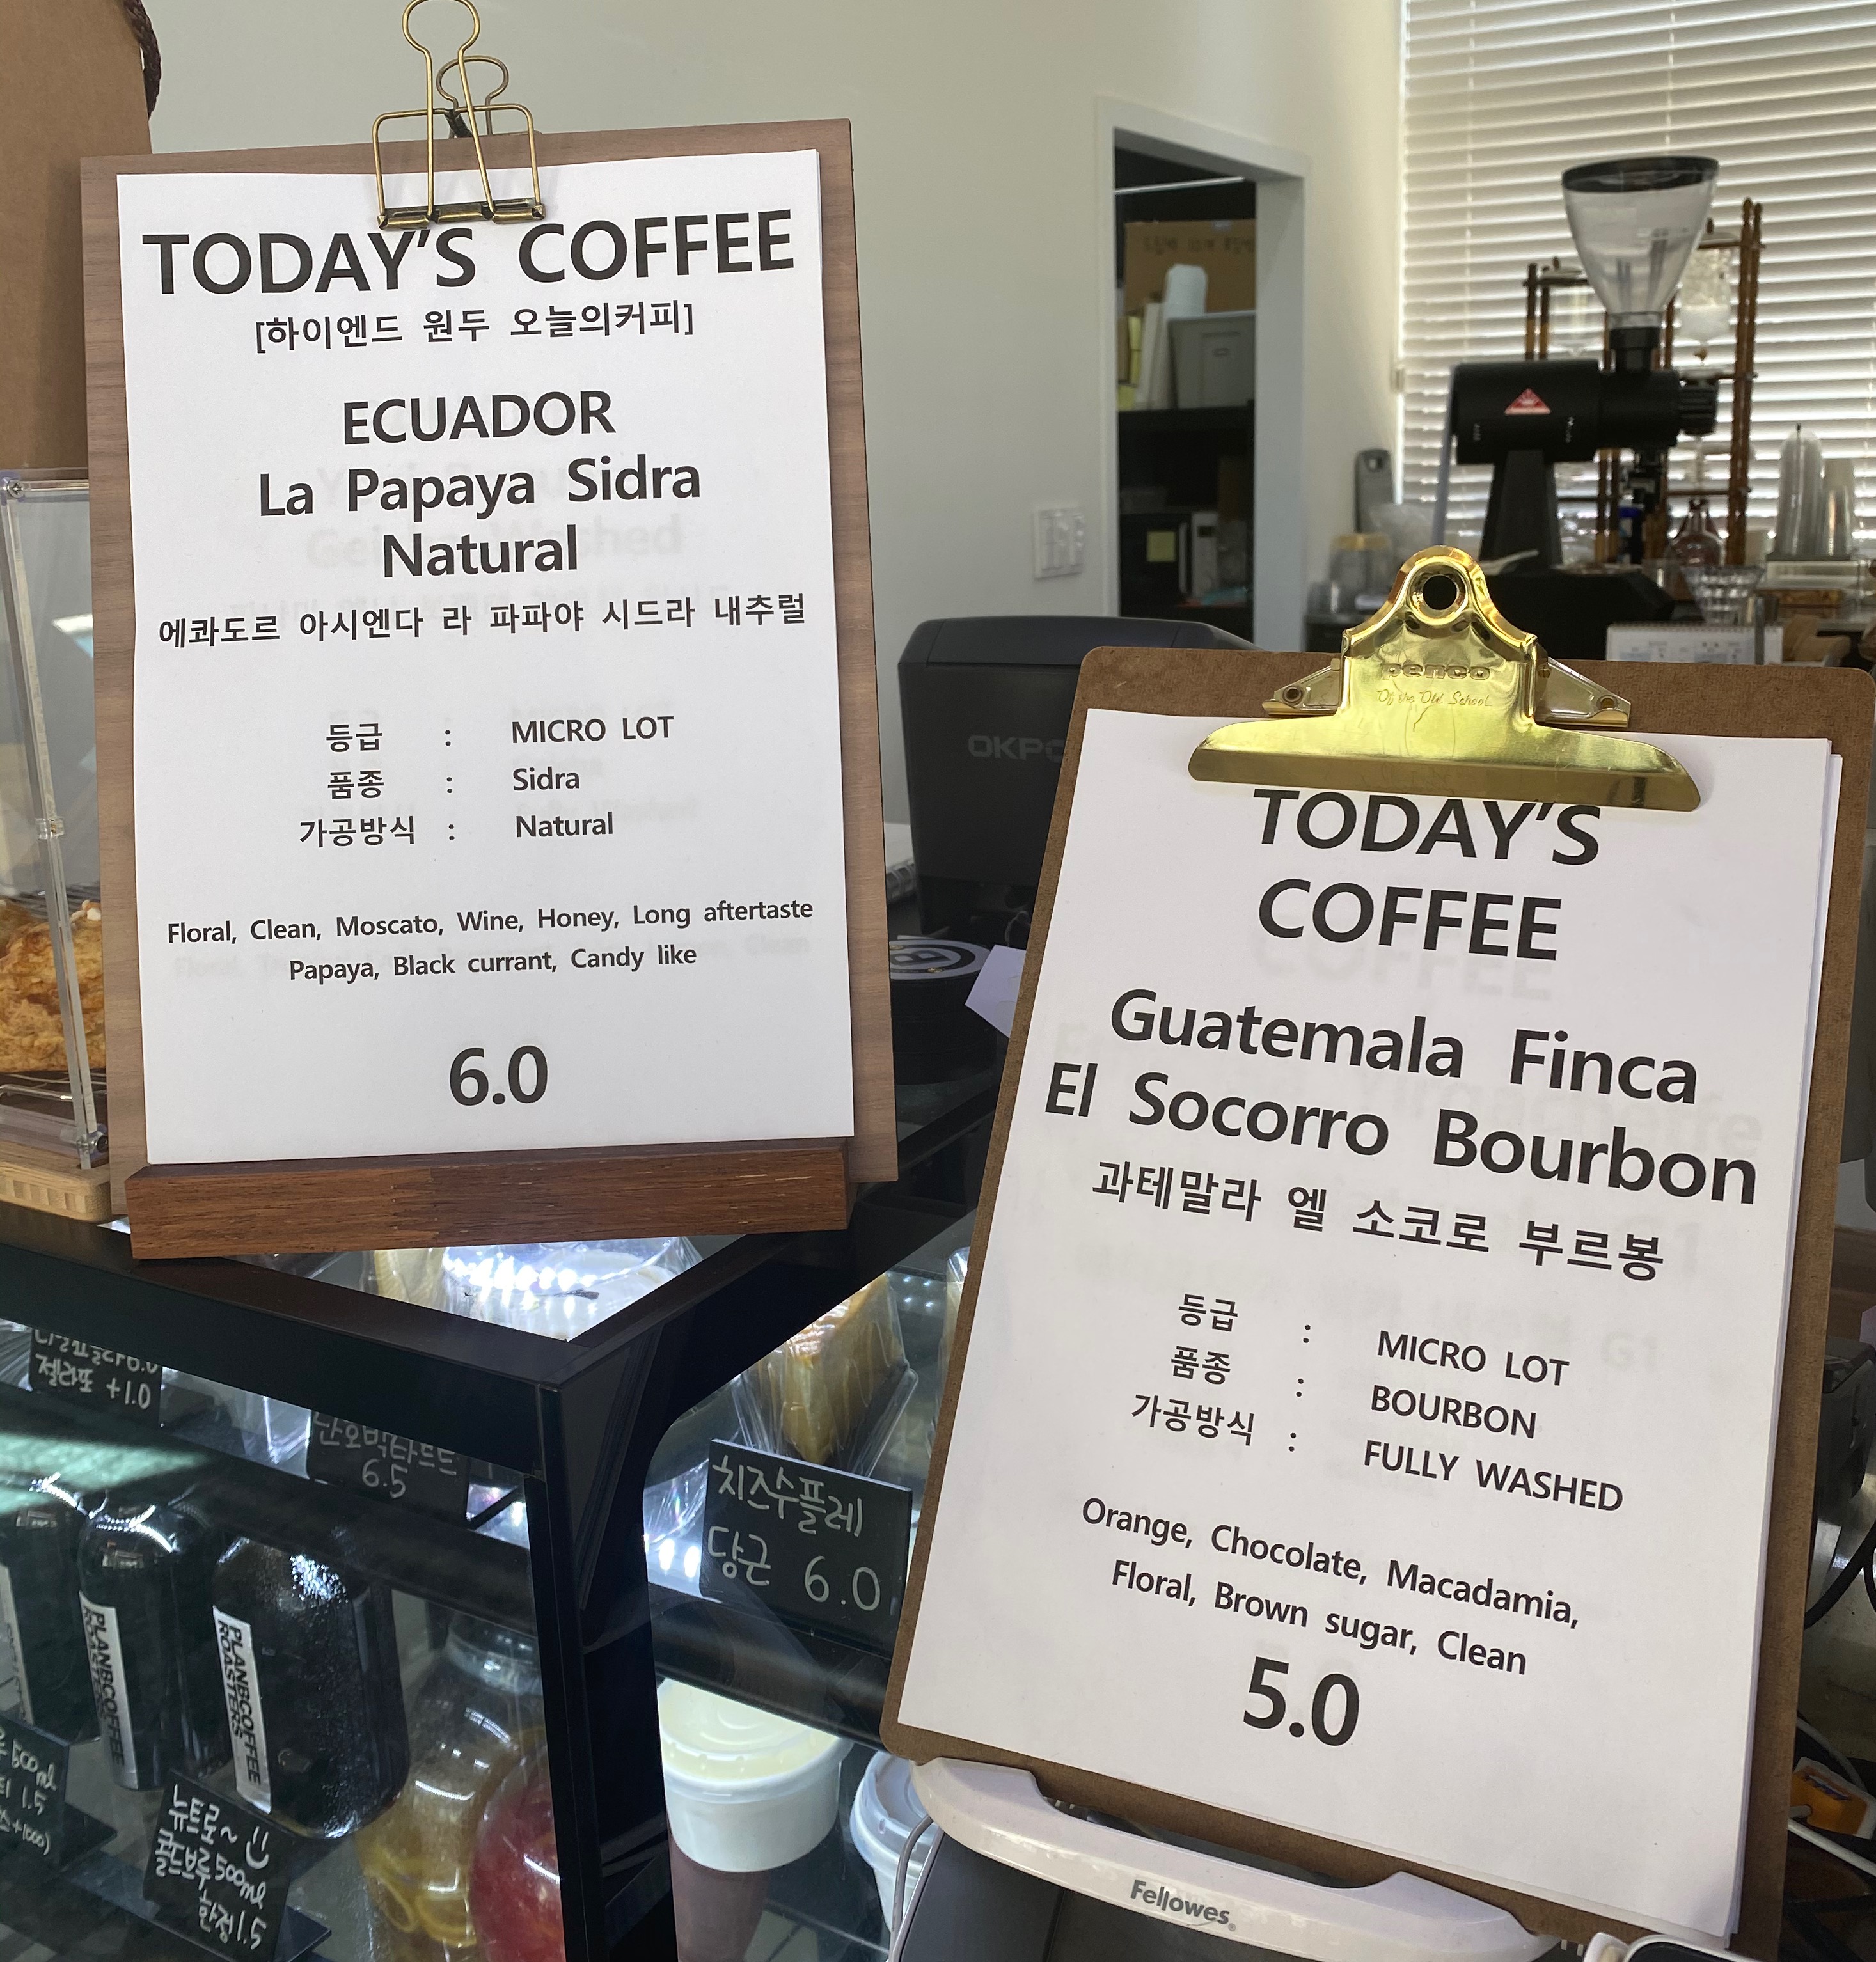 TODAY'S COFFEE
[하이엔드 원두 오늘의커피]
ECUADOR
La Papaya Sidra
Natural
에콰도르 아시엔다 라 파파야 시드라 내추럴
등급 : MICRO LOT
품종 : Sidra
가공방식 : Natural
Floral, Clean, Moscato, Wine, Honey, Long aftertaste
Papaya, Black currant, Candy like
6.0
penco
Of the Old School.
TODAY'S
COFFEE
Guatemala Finca
El Socorro Bourbon
과테말라 엘 소코로 부르봉
등급 : MICRO LOT
품종 : BOURBON
가공방식 : FULLY WASHED
Orange, Chocolate, Macadamia,
Floral, Brown sugar, Clean
5.0
Fellowes®
젤라또 +1.0
단호박타르트
6.5
치즈수플레
당근 6.0
PLANBCOFFEE
ROASTERS
PLANBCOFFEE
ROASTERS
500ml
1.5
뉴트로~
콜드브루 500ml
한정 1.5